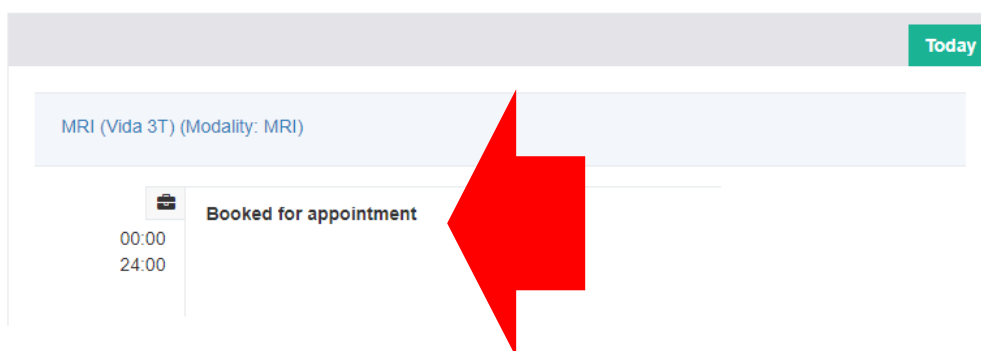 Today
MRI (Vida 3T) (Modality: MRI)
Booked for appointment
00:00
24:00